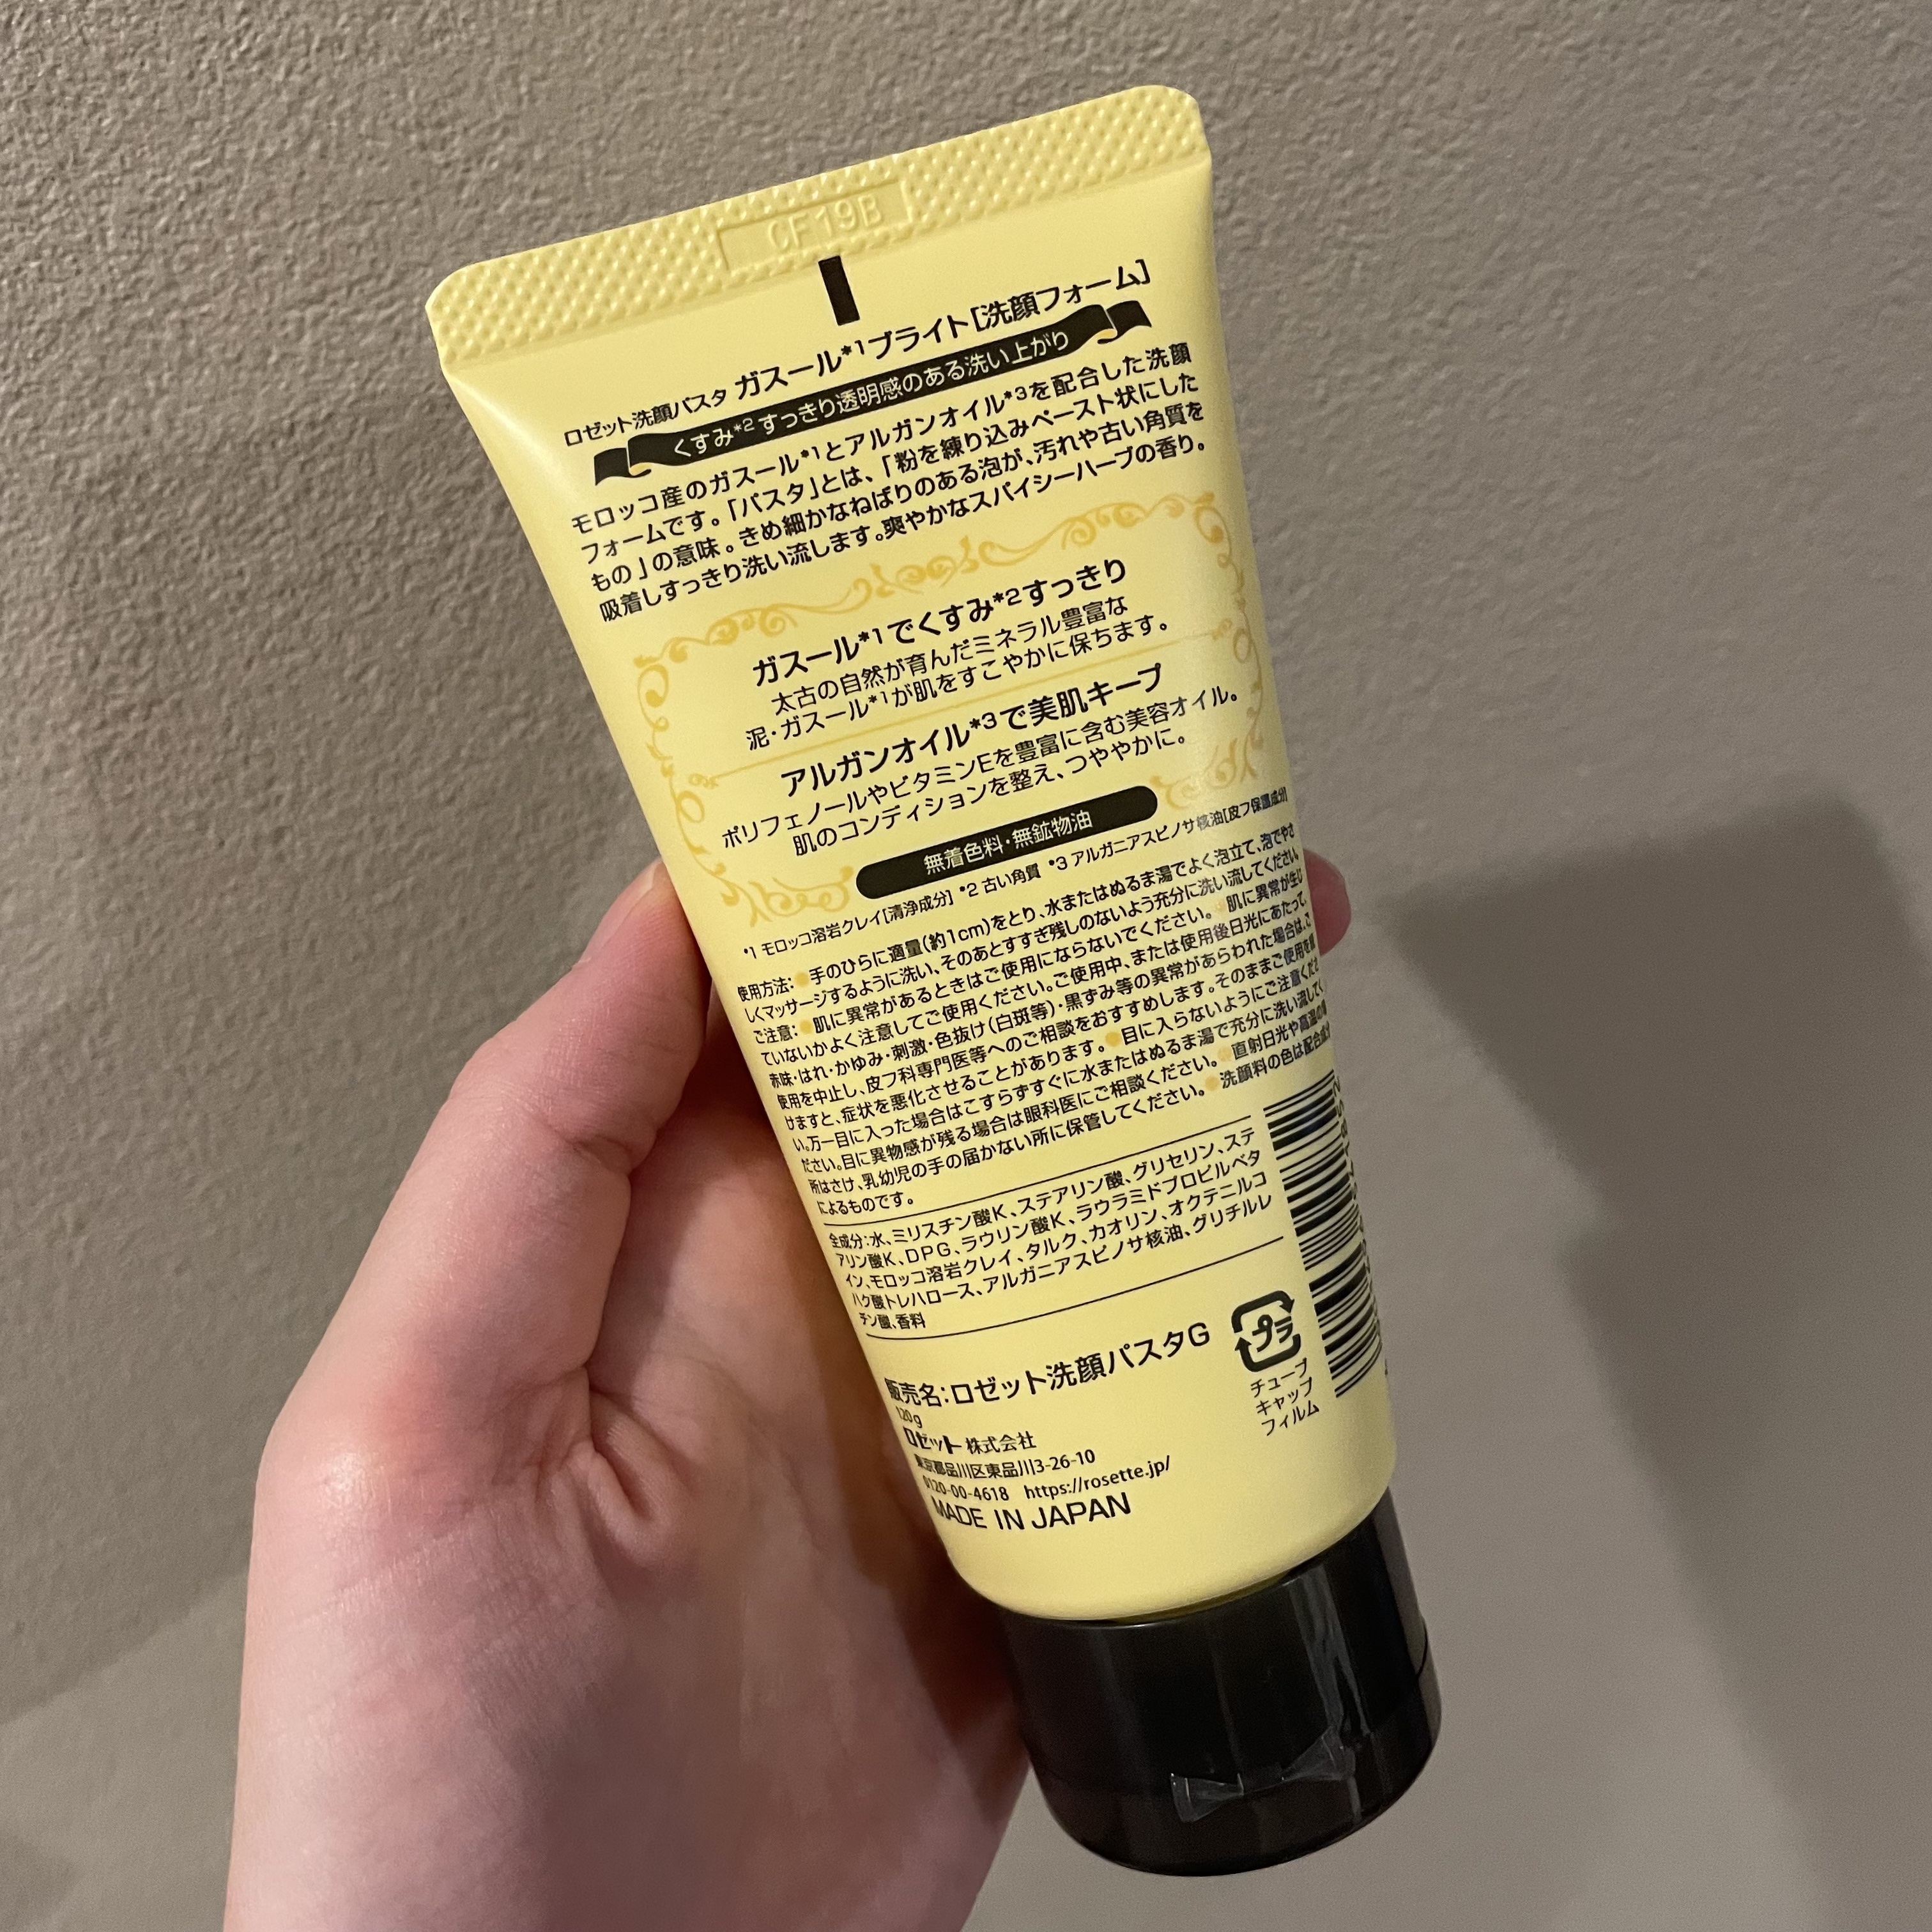 CF19B
ロゼット洗顔パスタ ガスール*1ブライト[洗顔フォーム]
くすみ*2すっきり透明感のある洗い上がり
モロッコ産のガスール*1とアルガンオイル*3を配合した洗顔
フォームです。「パスタ」とは、「粉を練り込みペースト状にした
もの」の意味。きめ細かなねばりのある泡が、汚れや古い角質を
吸着しすっきり洗い流します。爽やかなスパイシーハーブの香り。
ガスール*1でくすみ*2すっきり
太古の自然が育んだミネラル豊富な
泥・ガスール*1が肌をすこやかに保ちます。
アルガンオイル*3で美肌キープ
ポリフェノールやビタミンEを豊富に含む美容オイル。
肌のコンディションを整え、つややかに。
無着色料・無鉱物油
*1 モロッコ溶岩クレイ[清浄成分] *2 古い角質 *3 アルガニアスピノサ核油[皮フ保護成分]
使用方法：●手のひらに適量(約1cm)をとり、水またはぬるま湯でよく泡立て、泡でやさ
しくマッサージするように洗い、そのあとすすぎ残しのないよう充分に洗い流してください。
ご注意：●肌に異常があるときはご使用にならないでください。●肌に異常が生じ
ていないかよく注意してご使用ください。ご使用中、または使用後日光にあたって、
赤味・はれ・かゆみ・刺激・色抜け(白斑等)・黒ずみ等の異常があらわれた場合は、ご
使用を中止し、皮フ科専門医等へのご相談をおすすめします。そのままご使用を続
けますと、症状を悪化させることがあります。●目に入らないようにご注意くださ
い。万一目に入った場合はこすらずすぐに水またはぬるま湯で充分に洗い流してく
ださい。目に異物感が残る場合は眼科医にご相談ください。●直射日光や高温の場
所はさけ、乳幼児の手の届かない所に保管してください。●洗顔料の色は配合成分
によるものです。
全成分：水、ミリスチン酸K、ステアリン酸、グリセリン、ステ
アリン酸K、DPG、ラウリン酸K、ラウラミドプロピルベタ
イン、モロッコ溶岩クレイ、タルク、カオリン、オクテニルコ
ハク酸トレハロース、アルガニアスピノサ核油、グリチルレ
チン酸、香料
販売名：ロゼット洗顔パスタG
120g
ロゼット 株式会社
東京都品川区東品川3-26-10
0120-00-4618 https://rosette.jp/
MADE IN JAPAN
プラ
チューブ
キャップ
フィルム